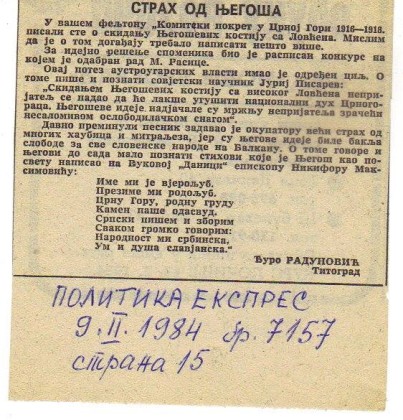 СТРАХ ОД ЊЕГОША
У вашем фељтону „Комитски покрет у Црној Гори 1916—1918.
писали сте о скидању Његошевих костију са Ловћена. Мислим
да је о том догађају требало написати нешто више.
За идејно решење споменика био је расписан конкурс на
којем је одабран рад М. Расице.
Овај потез аустроугарских власти имао је одређен циљ. О
томе пише и познати совјетски научник Јуриј Писарев:
„Скидањем Његошевих костију са високог Ловћена непри-
јатељ се надао да ће лакше угушити национални дух Црного-
раца. Његошеве идеје надјачале су мржњу непријатеља зрачећи
несаломивом ослободилачком снагом".
Давно преминули песник задавао је окупатору већи страх од
многих хаубица и митраљеза, јер су његове идеје биле бакља
слободе за све словенске народе на Балкану. О томе говоре и
његови до сада мало познати стихови које је Његош као по-
свету написао на Вуковој „Даници" епископу Никифору Мак-
симовићу:
Име ми је вјерољуб.
Презиме ми родољуб.
Црну Гору, родну груду
Камен паше одасвуд.
Српски пишем и зборим
Сваком громко говорим:
Народност ми србинска,
Ум и душа славјанска."
Ђуро РАДУНОВИЋ
Титоград
ПОЛИТИКА ЕКСПРЕС
9. II. 1984 бр. 7157
страна 15